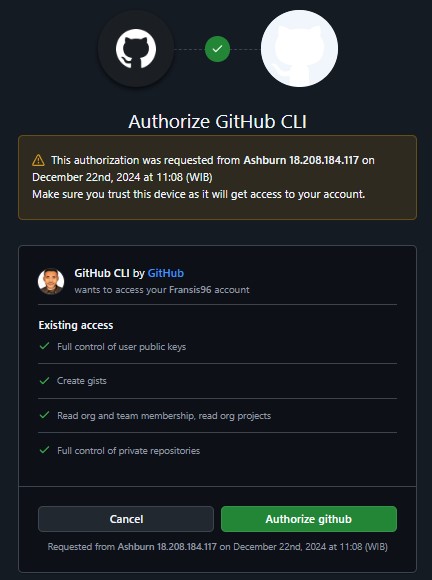 Authorize GitHub CLI
This authorization was requested from Ashburn 18.208.184.117 on
December 22nd, 2024 at 11:08 (WIB)
Make sure you trust this device as it will get access to your account.
GitHub CLI by GitHub
wants to access your Fransis96 account
Existing access
Full control of user public keys
Create gists
Read org and team membership, read org projects
Full control of private repositories
Cancel
Authorize github
Requested from Ashburn 18.208.184.117 on December 22nd, 2024 at 11:08 (WIB)